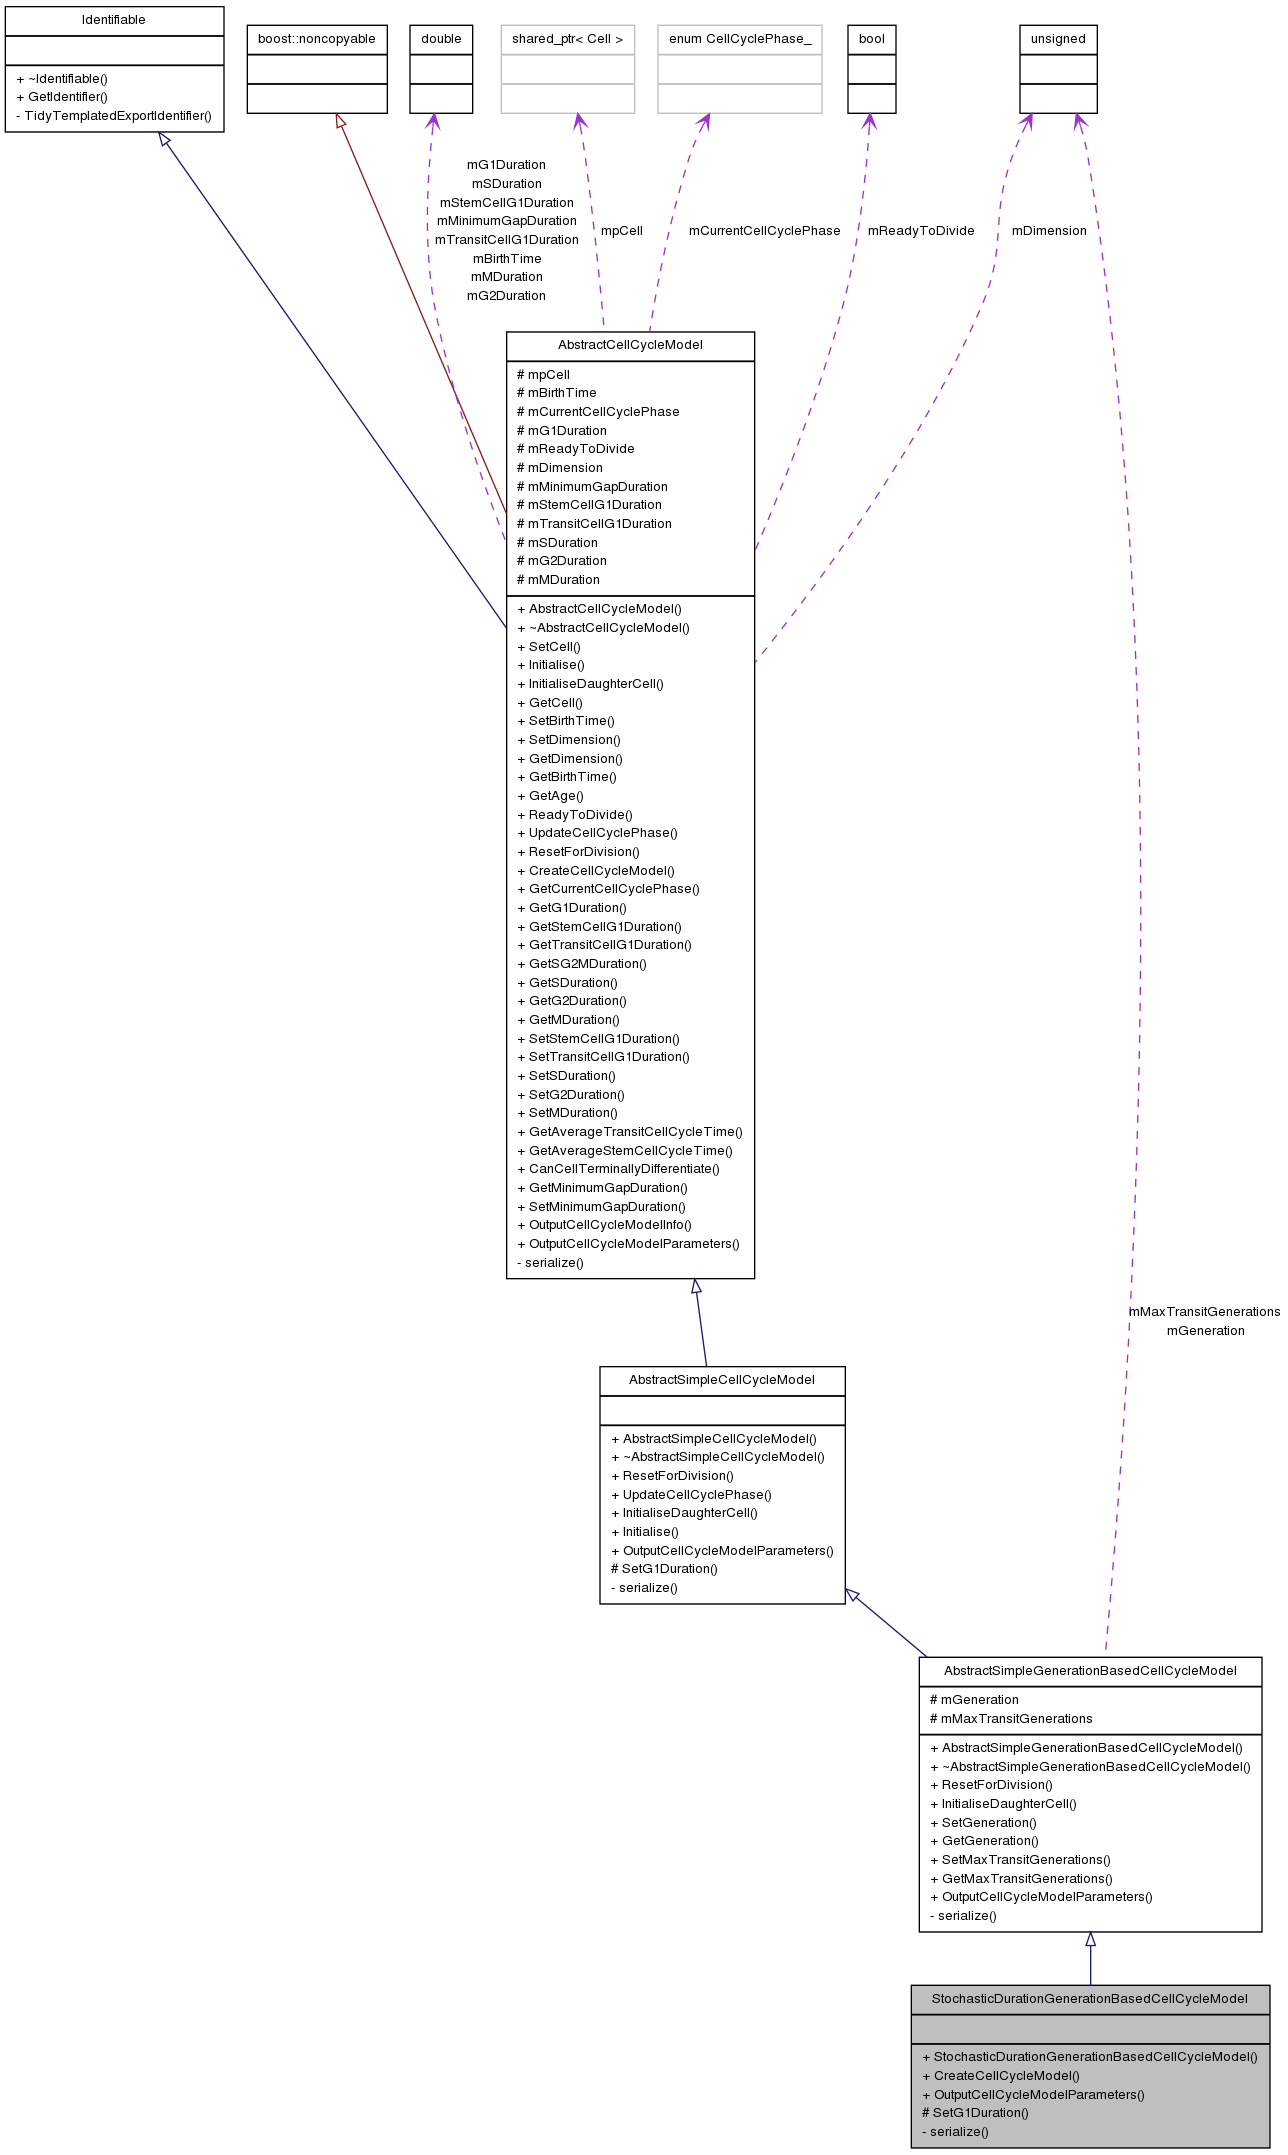 Identifiable
+ ~Identifiable()
+ GetIdentifier()
- TidyTemplatedExportIdentifier()
boost::noncopyable
double
shared_ptr< Cell >
enum CellCyclePhase_
bool
unsigned
mG1Duration
mSDuration
mStemCellG1Duration
mMinimumGapDuration
mTransitCellG1Duration
mBirthTime
mMDuration
mG2Duration
mpCell
mCurrentCellCyclePhase
mReadyToDivide
mDimension
AbstractCellCycleModel
# mpCell
# mBirthTime
# mCurrentCellCyclePhase
# mG1Duration
# mReadyToDivide
# mDimension
# mMinimumGapDuration
# mStemCellG1Duration
# mTransitCellG1Duration
# mSDuration
# mG2Duration
# mMDuration
+ AbstractCellCycleModel()
+ ~AbstractCellCycleModel()
+ SetCell()
+ Initialise()
+ InitialiseDaughterCell()
+ GetCell()
+ SetBirthTime()
+ SetDimension()
+ GetDimension()
+ GetBirthTime()
+ GetAge()
+ ReadyToDivide()
+ UpdateCellCyclePhase()
+ ResetForDivision()
+ CreateCellCycleModel()
+ GetCurrentCellCyclePhase()
+ GetG1Duration()
+ GetStemCellG1Duration()
+ GetTransitCellG1Duration()
+ GetSG2MDuration()
+ GetSDuration()
+ GetG2Duration()
+ GetMDuration()
+ SetStemCellG1Duration()
+ SetTransitCellG1Duration()
+ SetSDuration()
+ SetG2Duration()
+ SetMDuration()
+ GetAverageTransitCellCycleTime()
+ GetAverageStemCellCycleTime()
+ CanCellTerminallyDifferentiate()
+ GetMinimumGapDuration()
+ SetMinimumGapDuration()
+ OutputCellCycleModelInfo()
+ OutputCellCycleModelParameters()
- serialize()
mMaxTransitGenerations
mGeneration
AbstractSimpleCellCycleModel
+ AbstractSimpleCellCycleModel()
+ ~AbstractSimpleCellCycleModel()
+ ResetForDivision()
+ UpdateCellCyclePhase()
+ InitialiseDaughterCell()
+ Initialise()
+ OutputCellCycleModelParameters()
# SetG1Duration()
- serialize()
AbstractSimpleGenerationBasedCellCycleModel
# mGeneration
# mMaxTransitGenerations
+ AbstractSimpleGenerationBasedCellCycleModel()
+ ~AbstractSimpleGenerationBasedCellCycleModel()
+ ResetForDivision()
+ InitialiseDaughterCell()
+ SetGeneration()
+ GetGeneration()
+ SetMaxTransitGenerations()
+ GetMaxTransitGenerations()
+ OutputCellCycleModelParameters()
- serialize()
StochasticDurationGenerationBasedCellCycleModel
+ StochasticDurationGenerationBasedCellCycleModel()
+ CreateCellCycleModel()
+ OutputCellCycleModelParameters()
# SetG1Duration()
- serialize()